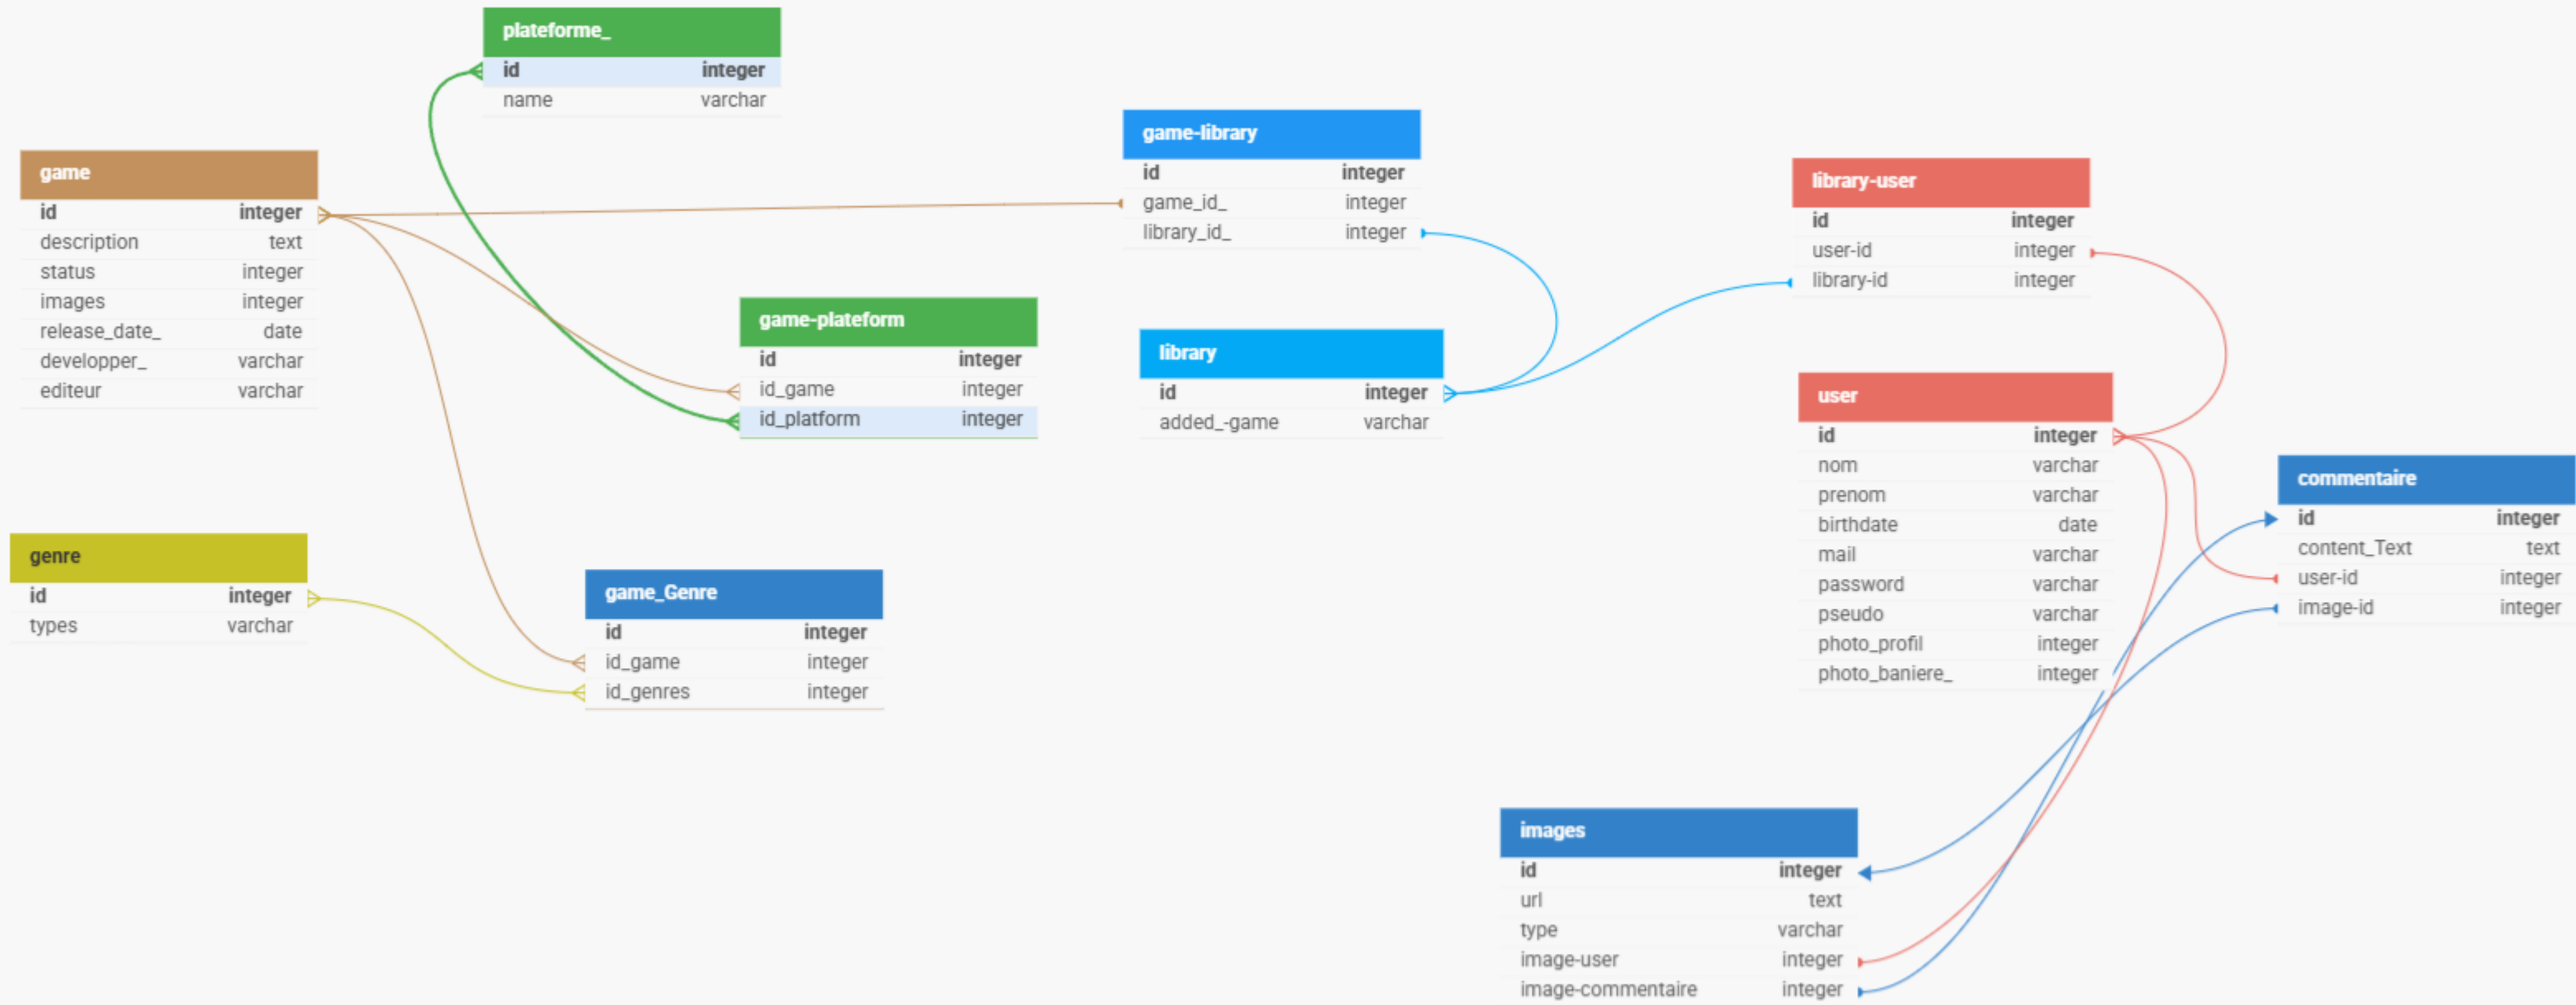 plateforme_
id integer
name varchar
game
id integer
description text
status integer
images integer
release_date_ date
developper_ varchar
editeur varchar
game-library
id integer
game_id_ integer
library_id_ integer
library-user
id integer
user-id integer
library-id integer
game-plateform
id integer
id_game integer
id_platform integer
library
id integer
added_-game varchar
user
id integer
nom varchar
prenom varchar
birthdate date
mail varchar
password varchar
pseudo varchar
photo_profil integer
photo_baniere_ integer
commentaire
id integer
content_Text text
user-id integer
image-id integer
genre
id integer
types varchar
game_Genre
id integer
id_game integer
id_genres integer
images
id integer
url text
type varchar
image-user integer
image-commentaire integer